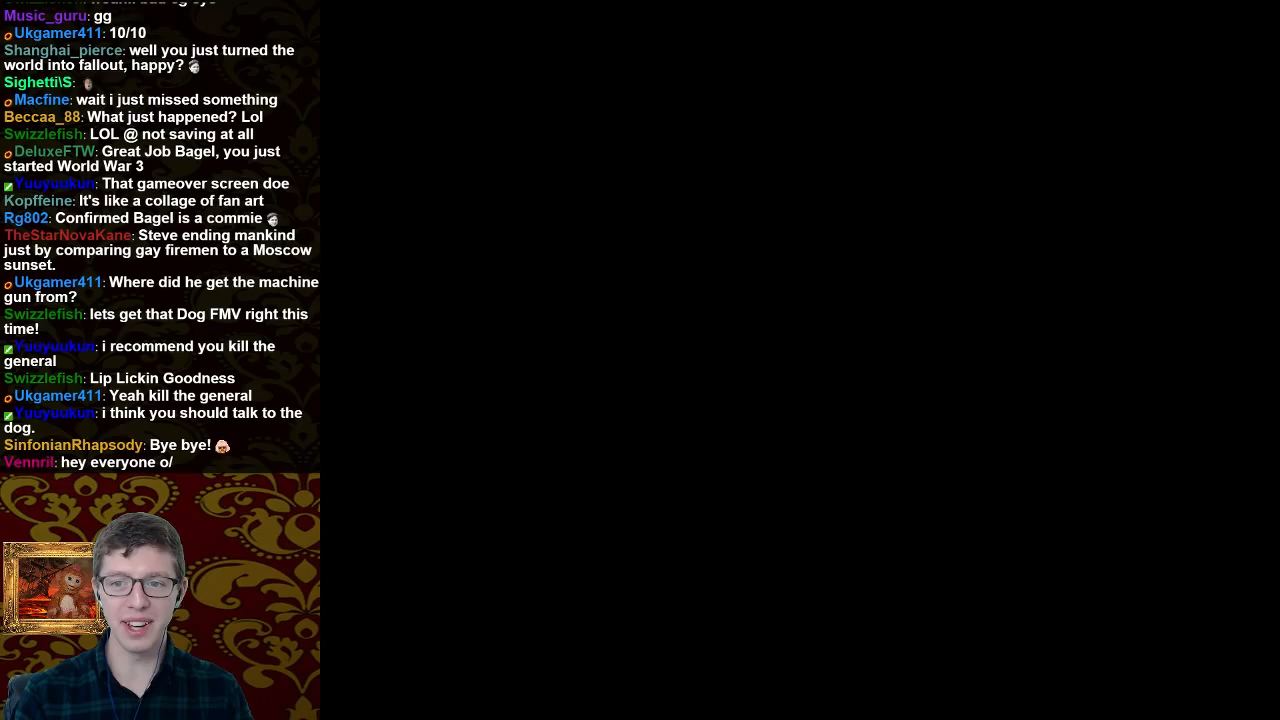 Music_guru: gg
Ukgamer411: 10/10
Shanghai_pierce: well you just turned the
world into fallout, happy?
Sighetti\S:
Macfine: wait i just missed something
Beccaa_88: What just happened? Lol
Swizzlefish: LOL @ not saving at all
DeluxeFTW: Great Job Bagel, you just
started World War 3
Yuuyuukun: That gameover screen doe
Kopffeine: It's like a collage of fan art
Rg802: Confirmed Bagel is a commie
TheStarNovaKane: Steve ending mankind
just by comparing gay firemen to a Moscow
sunset.
Ukgamer411: Where did he get the machine
gun from?
Swizzlefish: lets get that Dog FMV right this
time!
Yuuyuukun: i recommend you kill the
general
Swizzlefish: Lip Lickin Goodness
Ukgamer411: Yeah kill the general
Yuuyuukun: i think you should talk to the
dog.
SinfonianRhapsody: Bye bye!
Vennril: hey everyone o/